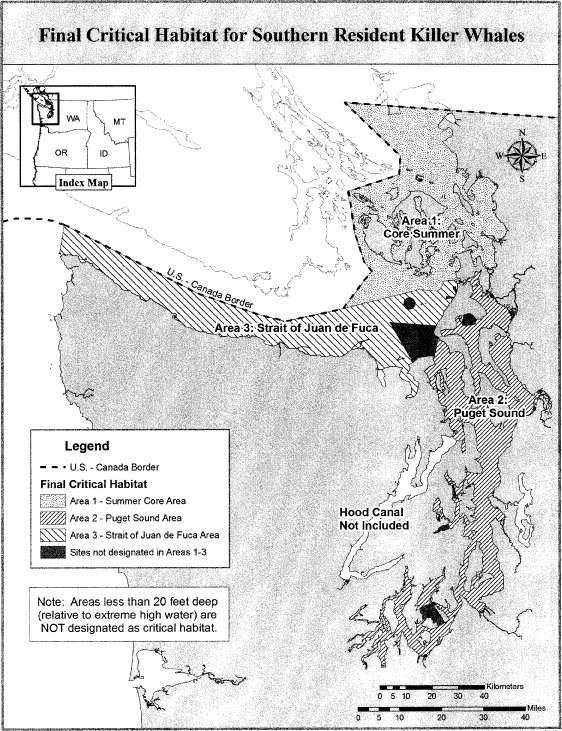 Final Critical Habitat for Southern Resident Killer Whales
WA
MT
OR
ID
Index Map
N
W
E
S
Area 1:
Core Summer
U.S. - Canada Border
Area 3: Strait of Juan de Fuca
Area 2:
Puget Sound
Hood Canal
Not Included
Legend
U.S. - Canada Border
Final Critical Habitat
Area 1 - Summer Core Area
Area 2 - Puget Sound Area
Area 3 - Strait of Juan de Fuca Area
Sites not designated in Areas 1-3
Note: Areas less than 20 feet deep
(relative to extreme high water) are
NOT designated as critical habitat.
Kilometers
0 5 10 20 30 40
Miles
0 5 10 20 30 40